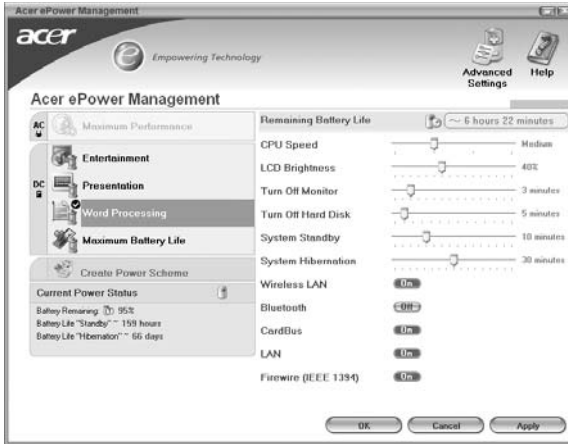 Acer ePower Management
acer
Empowering Technology
Advanced Settings
Help
Acer ePower Management
AC
Maximum Performance
DC
Entertainment
Presentation
Word Processing
Maximum Battery Life
Create Power Scheme
Current Power Status
Battery Remaining: 95%
Battery Life "Standby" ~ 159 hours
Battery Life "Hibernation" ~ 66 days
Remaining Battery Life ~ 6 hours 22 minutes
CPU Speed Medium
LCD Brightness 40%
Turn Off Monitor 3 minutes
Turn Off Hard Disk 5 minutes
System Standby 10 minutes
System Hibernation 30 minutes
Wireless LAN On
Bluetooth Off
CardBus On
LAN On
Firewire (IEEE 1394) On
OK Cancel Apply